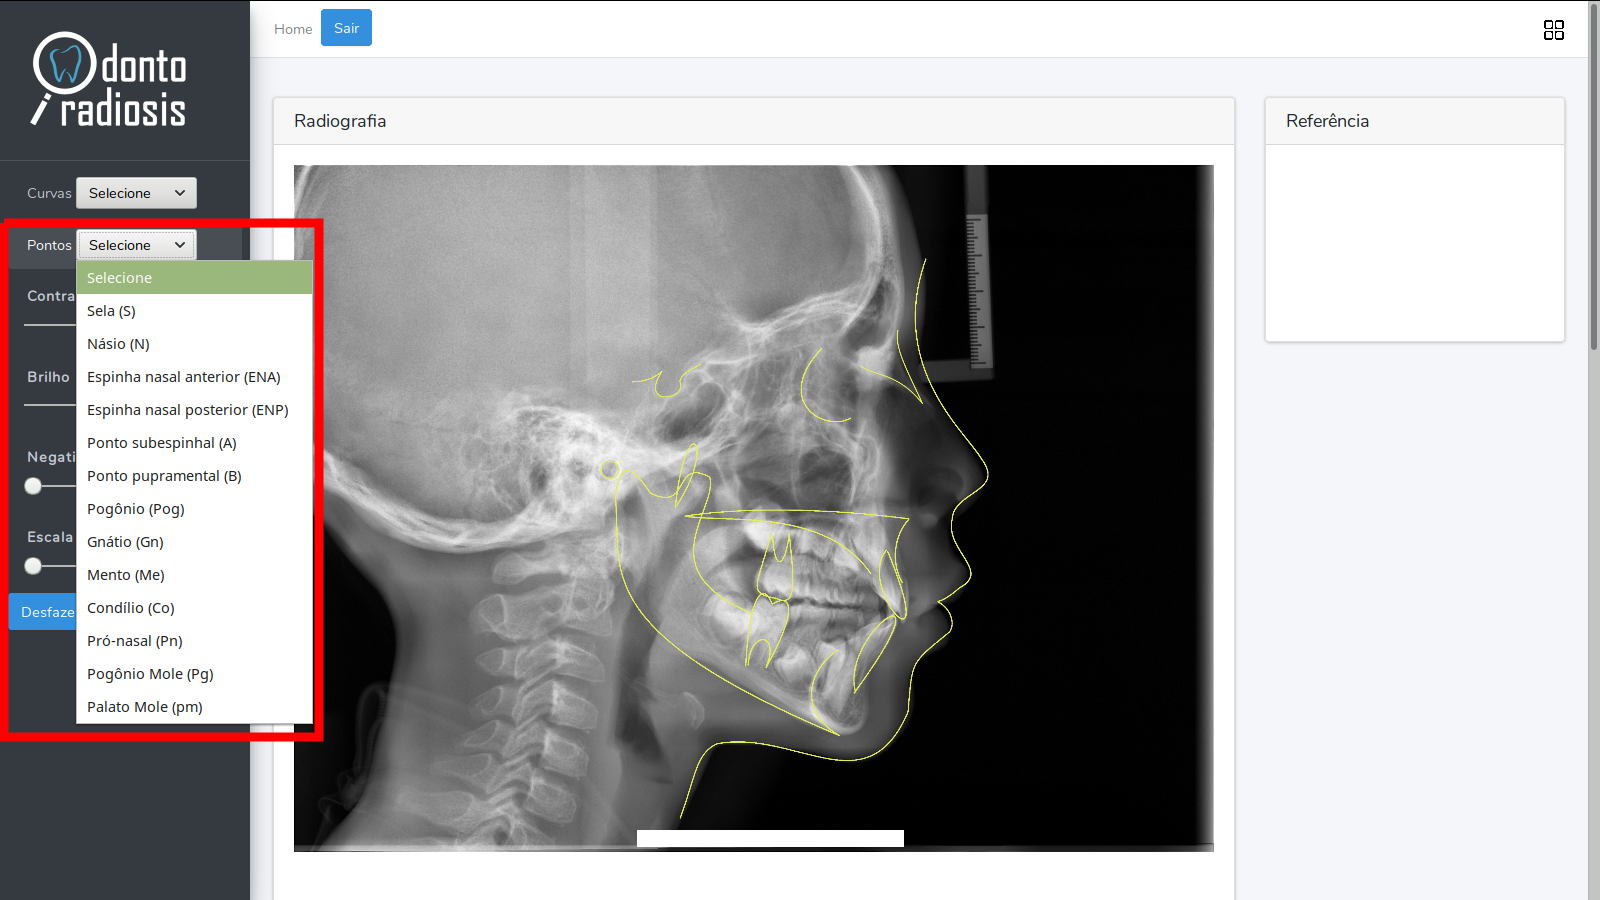 Odonto
radiosis
Home
Sair
Radiografia
Referência
Curvas
Selecione
Pontos
Selecione
Selecione
Sela (S)
Násio (N)
Espinha nasal anterior (ENA)
Espinha nasal posterior (ENP)
Ponto subespinhal (A)
Ponto pupramental (B)
Pogônio (Pog)
Gnátio (Gn)
Mento (Me)
Condílio (Co)
Pró-nasal (Pn)
Pogônio Mole (Pg)
Palato Mole (pm)
Contra
Brilho
Negati
Escala
Desfaze